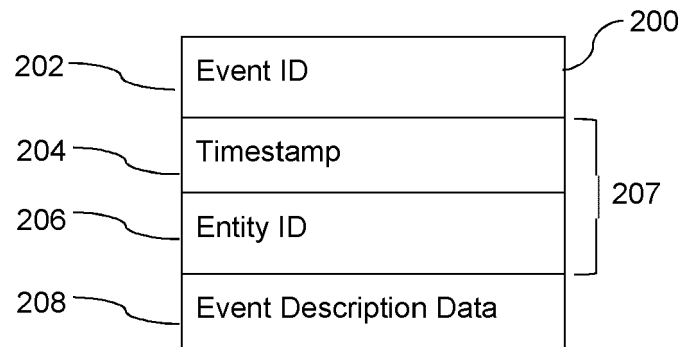 200
202
Event ID
204
Timestamp
207
206
Entity ID
208
Event Description Data